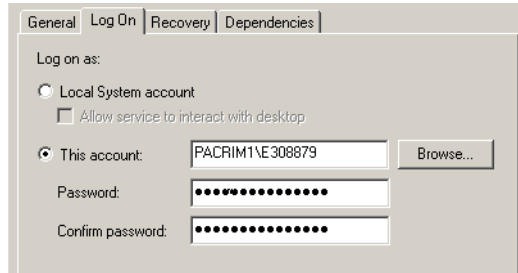 General Log On Recovery Dependencies
Log on as:
Local System account
Allow service to interact with desktop
This account: PACRIM1\E308879 Browse...
Password: ●●●●●●●●●●●●●●●
Confirm password: ●●●●●●●●●●●●●●●